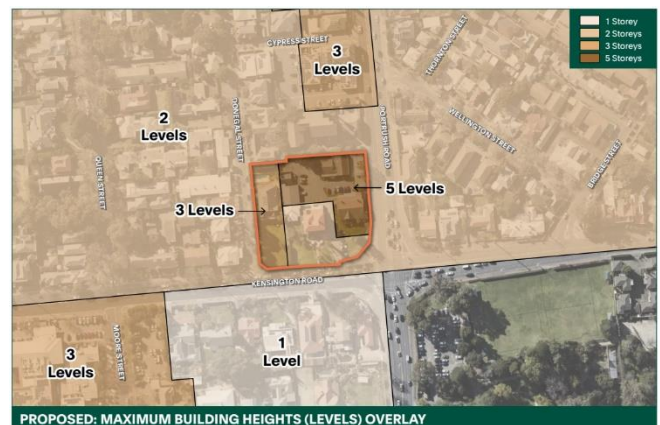 1 Storey
2 Storeys
3 Storeys
5 Storeys
CYPRESS STREET
3
Levels
THORNTON STREET
2
Levels
DONEGAL STREET
PORTRUSH ROAD
WELLINGTON STREET
BRIDGE STREET
QUEEN STREET
5 Levels
3 Levels
KENSINGTON ROAD
3
Levels
MOORE STREET
1
Level
PROPOSED: MAXIMUM BUILDING HEIGHTS (LEVELS) OVERLAY